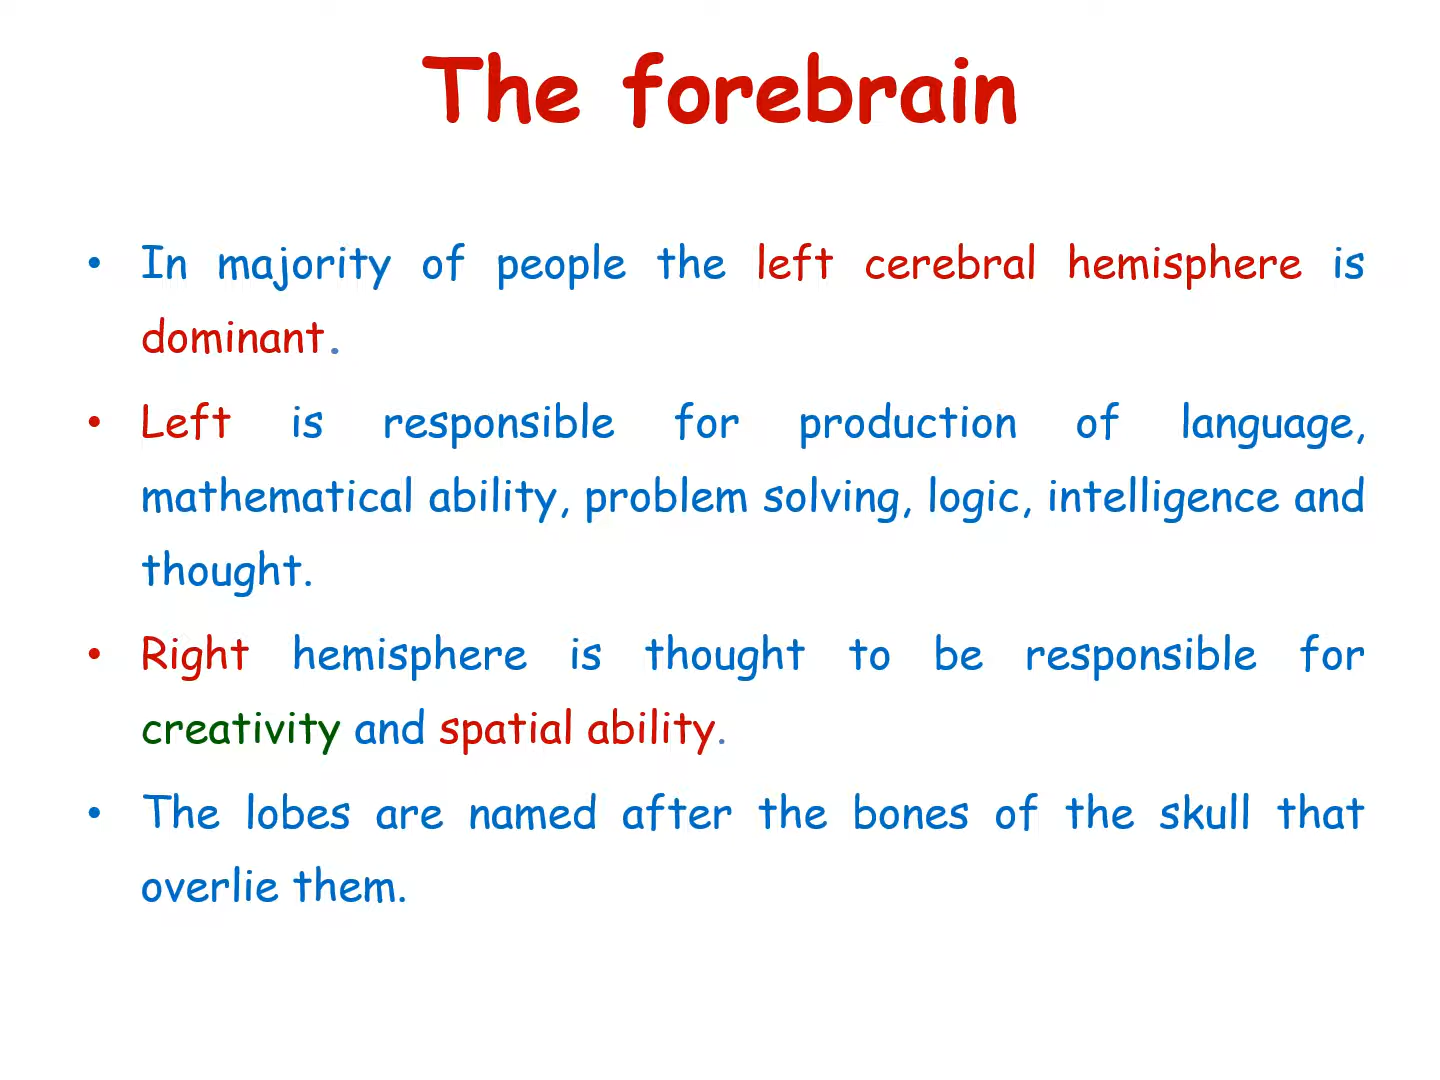 The forebrain
• In majority of people the left cerebral hemisphere is
dominant.
• Left is responsible for production of language,
mathematical ability, problem solving, logic, intelligence and
thought.
• Right hemisphere is thought to be responsible for
creativity and spatial ability.
• The lobes are named after the bones of the skull that
overlie them.